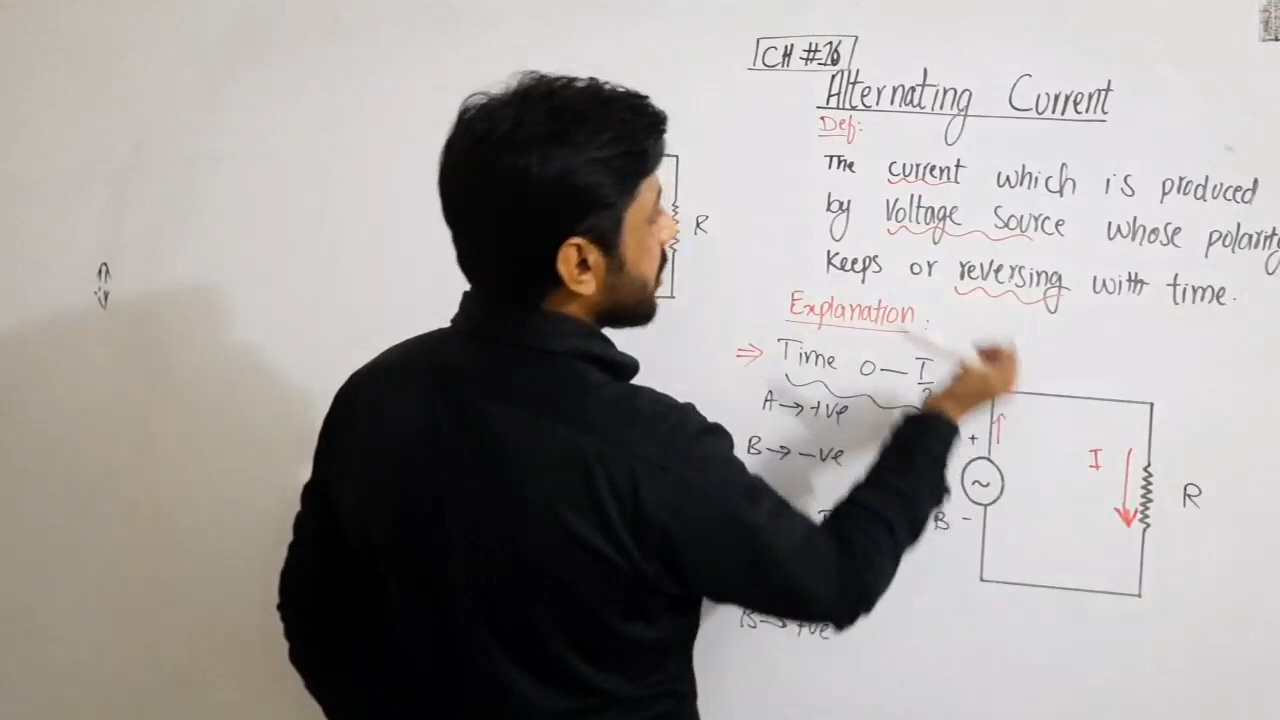 CH #16
Alternating Current
Def:
The current which is produced
by Voltage source whose polarity
Keeps or reversing with time.
Explanation:
⇒ Time 0—T/2
A→+ve
B→-ve
B→+ve
+
~
B -
I
R
R